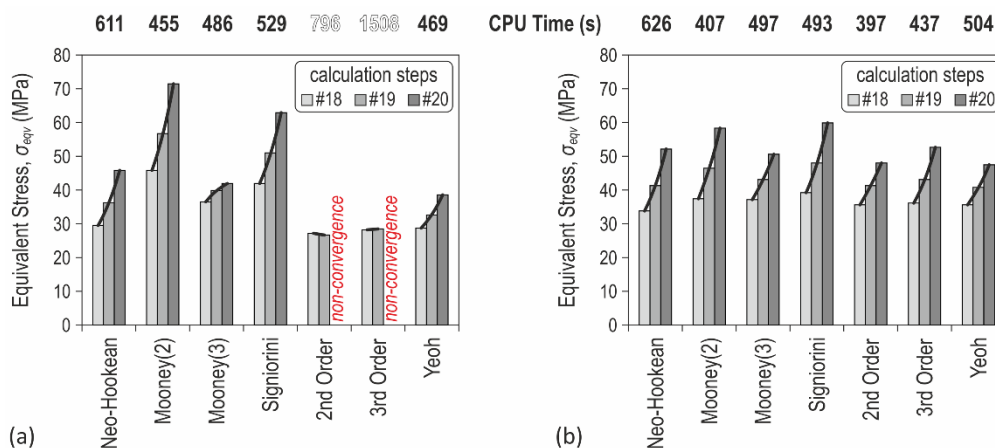 611 455 486 529 796 1508 469 CPU Time (s) 626 407 497 493 397 437 504
Equivalent Stress, σeqv (MPa)
80
70
60
50
40
30
20
10
0
calculation steps
#18 #19 #20
non-convergence
non-convergence
Neo-Hookean
Mooney(2)
Mooney(3)
Signiorini
2nd Order
3rd Order
Yeoh
(a)
Equivalent Stress, σeqv (MPa)
80
70
60
50
40
30
20
10
0
calculation steps
#18 #19 #20
Neo-Hookean
Mooney(2)
Mooney(3)
Signiorini
2nd Order
3rd Order
Yeoh
(b)